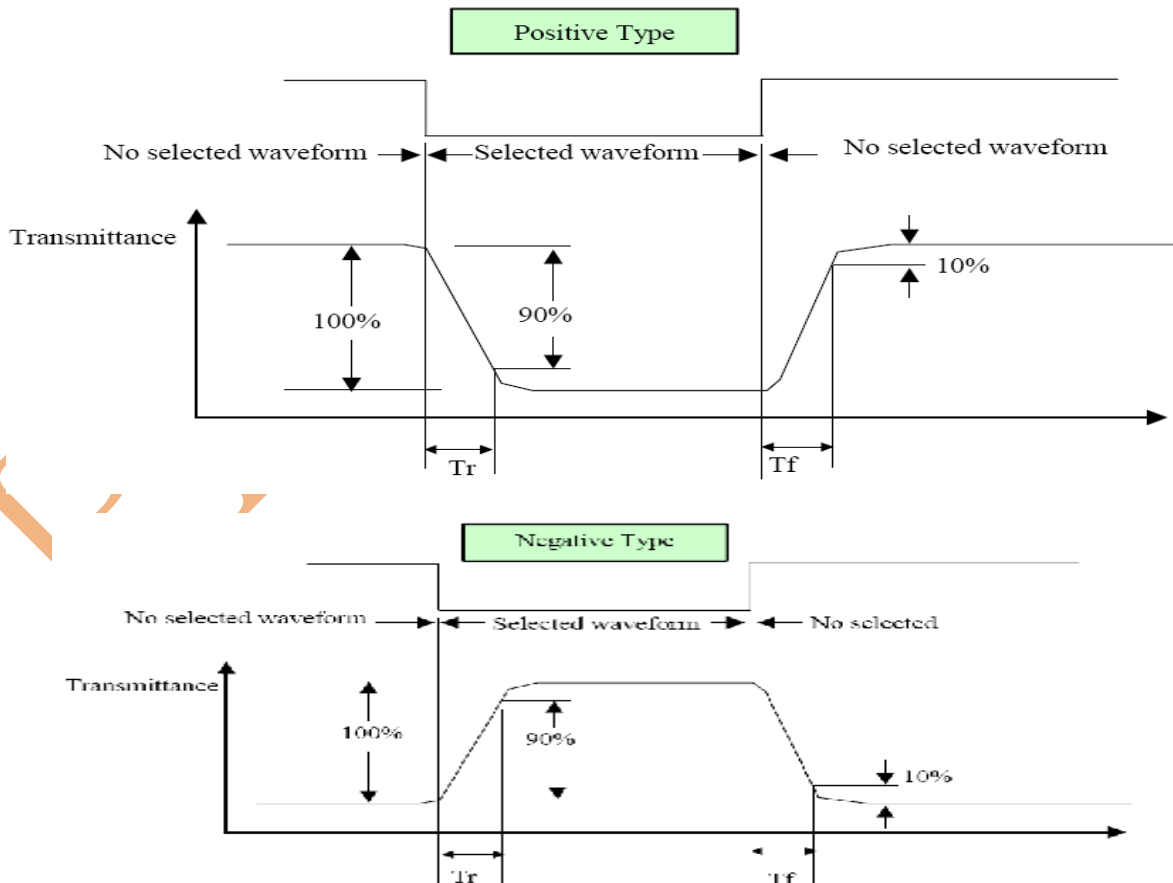 Positive Type
No selected waveform
Selected waveform
No selected waveform
Transmittance
100%
90%
10%
Tr
Tf
Negative Type
No selected waveform
Selected waveform
No selected
Transmittance
100%
90%
10%
Tr
Tf